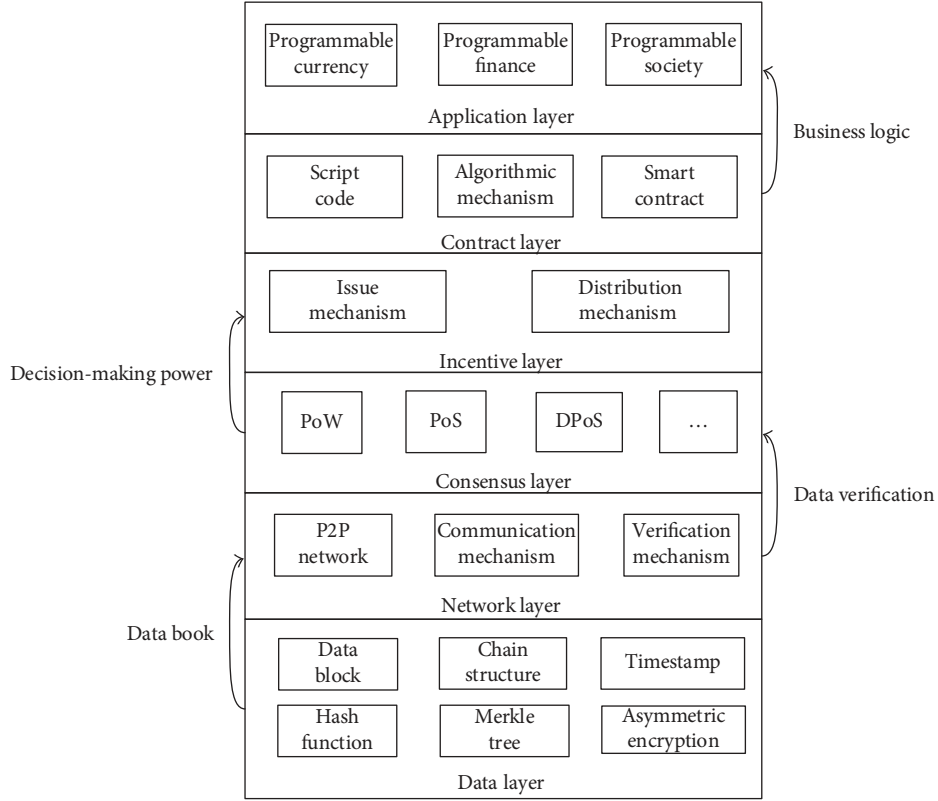 Programmable
currency
Programmable
finance
Programmable
society
Application layer
Business logic
Script
code
Algorithmic
mechanism
Smart
contract
Contract layer
Issue
mechanism
Distribution
mechanism
Incentive layer
Decision-making power
PoW
PoS
DPoS
…
Consensus layer
Data verification
P2P
network
Communication
mechanism
Verification
mechanism
Network layer
Data book
Data
block
Chain
structure
Timestamp
Hash
function
Merkle
tree
Asymmetric
encryption
Data layer